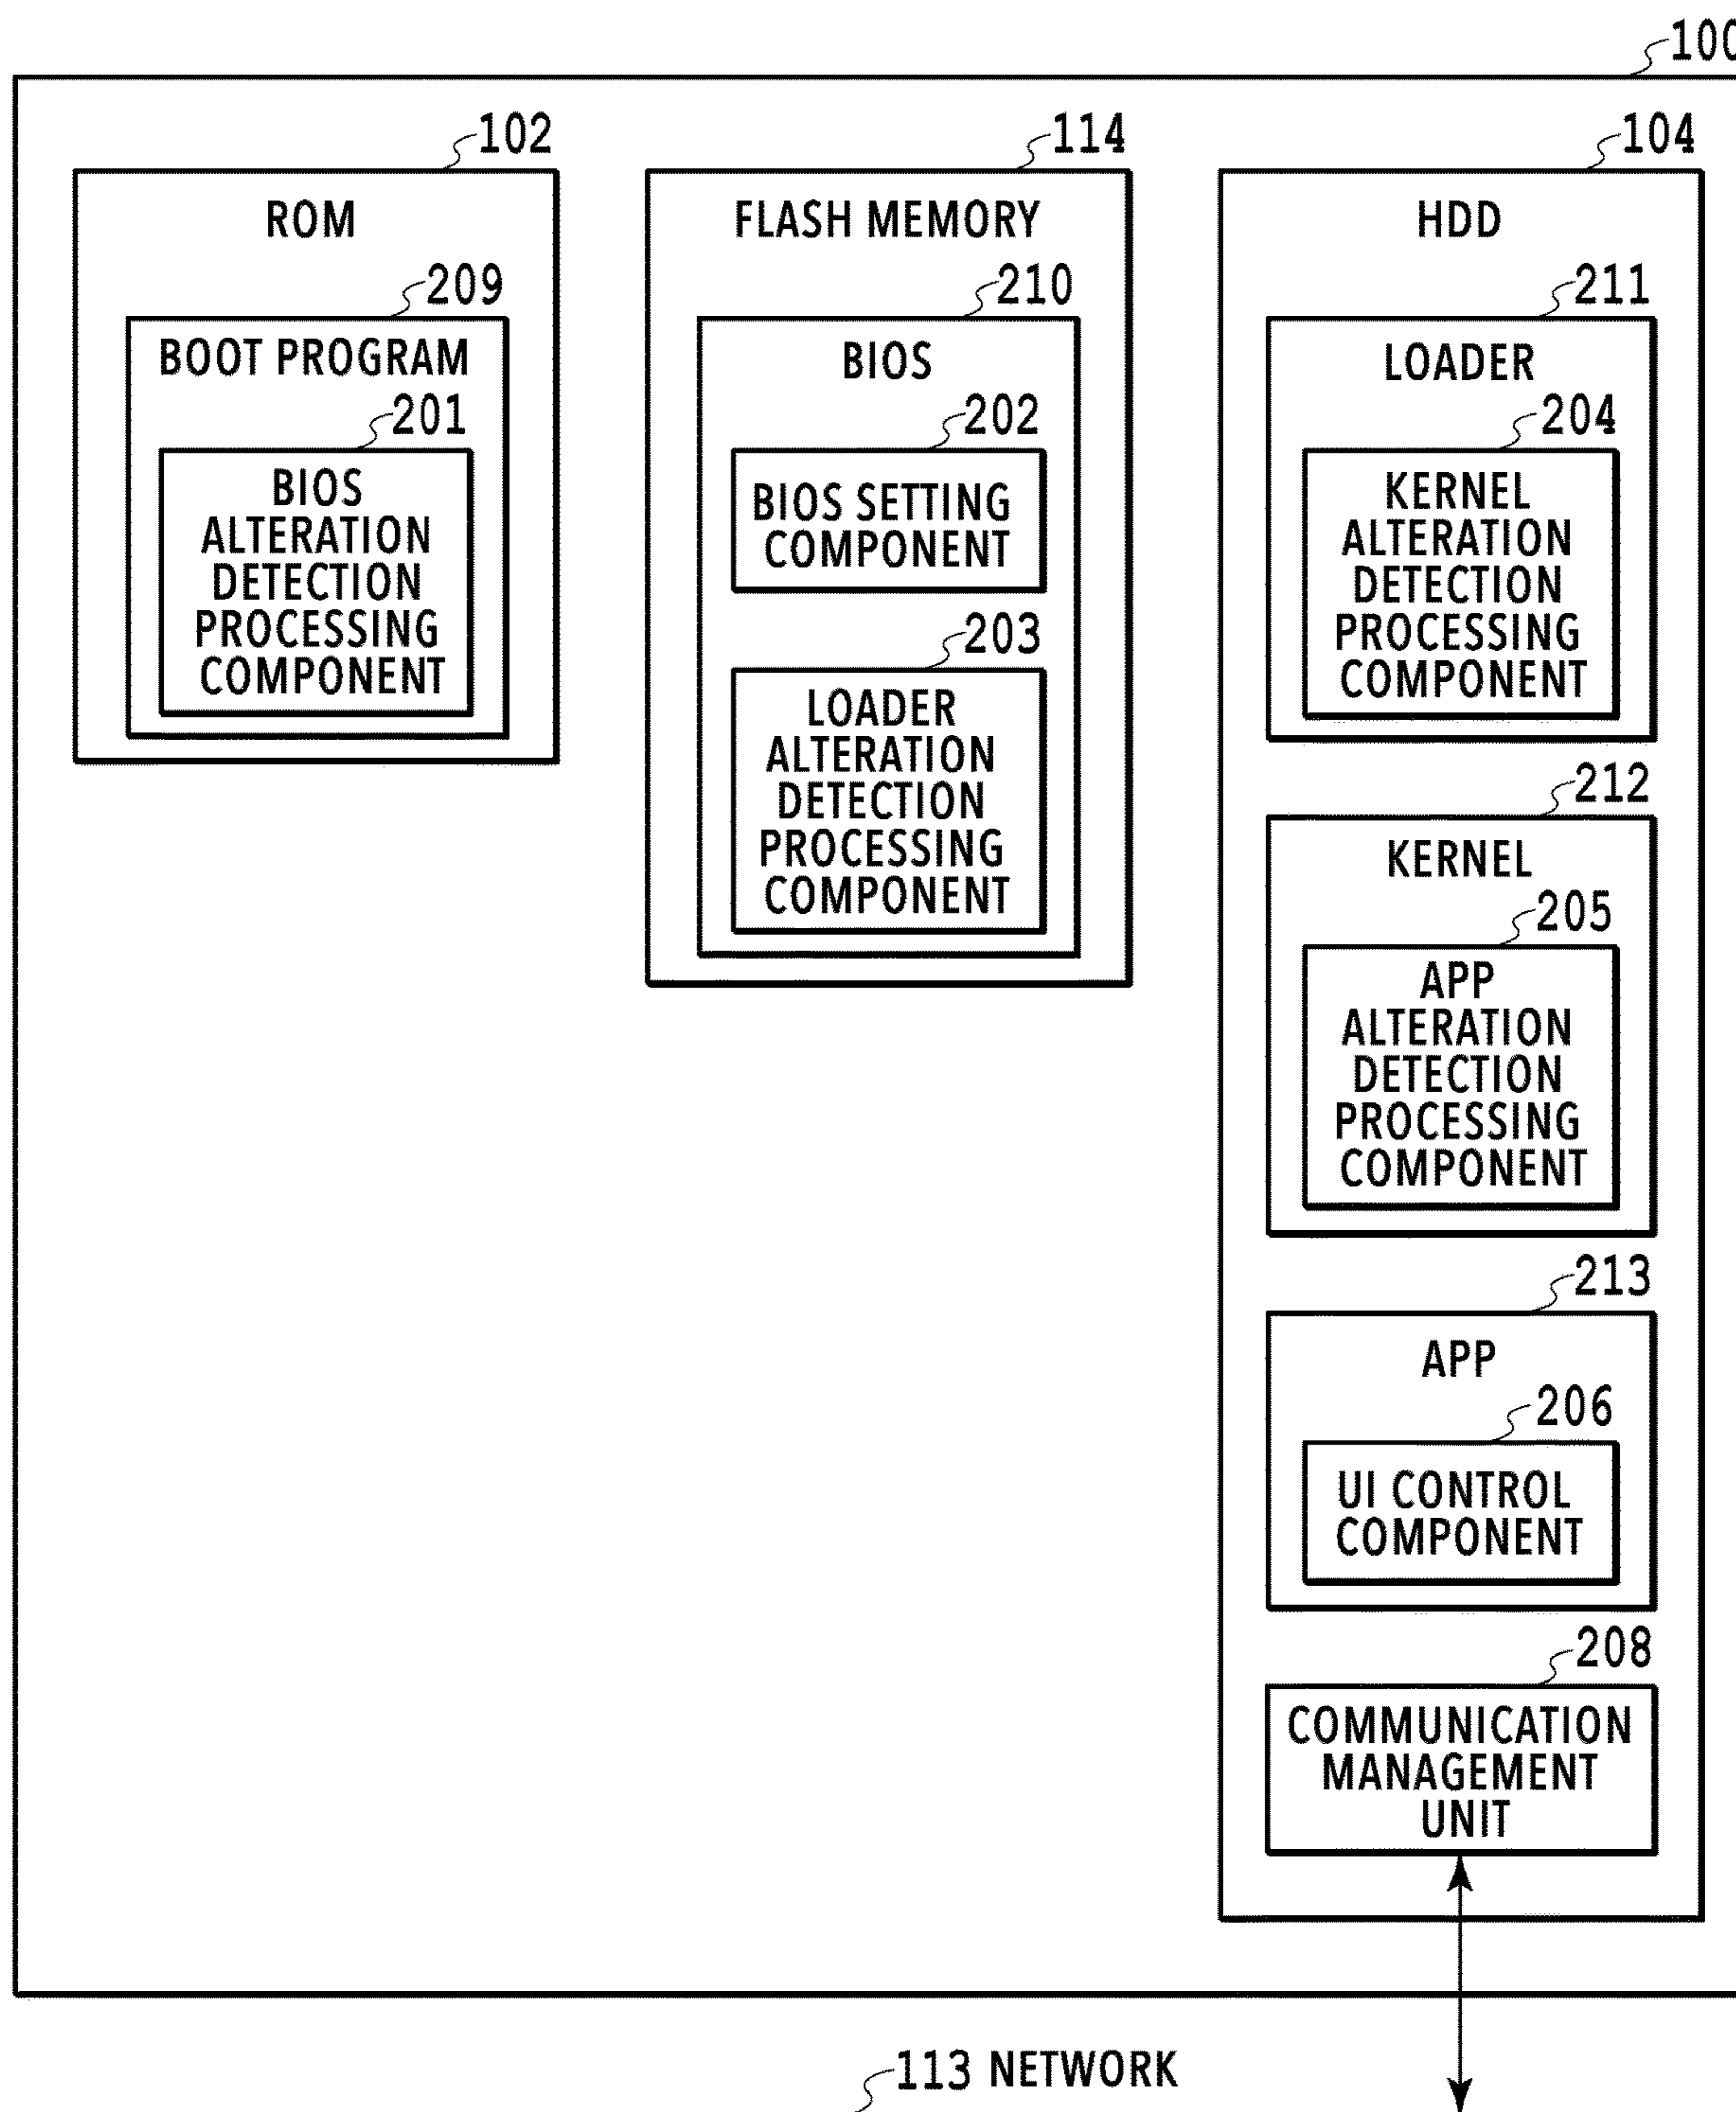 100
102
ROM
209
BOOT PROGRAM
201
BIOS
ALTERATION
DETECTION
PROCESSING
COMPONENT
114
FLASH MEMORY
210
BIOS
202
BIOS SETTING
COMPONENT
203
LOADER
ALTERATION
DETECTION
PROCESSING
COMPONENT
104
HDD
211
LOADER
204
KERNEL
ALTERATION
DETECTION
PROCESSING
COMPONENT
212
KERNEL
205
APP
ALTERATION
DETECTION
PROCESSING
COMPONENT
213
APP
206
UI CONTROL
COMPONENT
208
COMMUNICATION
MANAGEMENT
UNIT
113 NETWORK